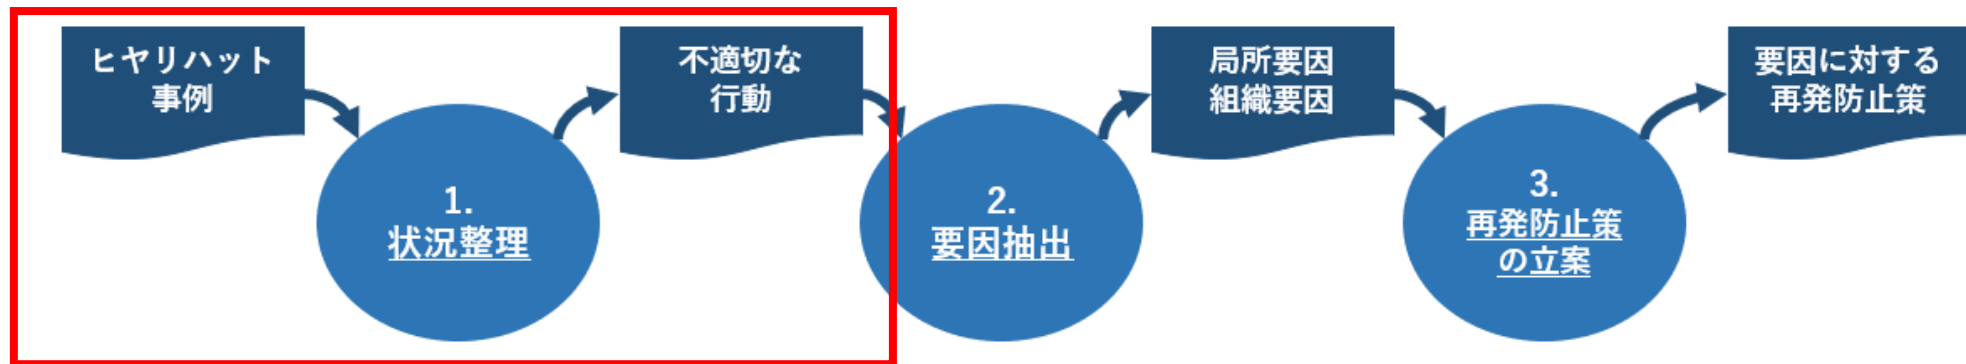 ヒヤリハット
事例
1.
状況整理
不適切な
行動
2.
要因抽出
局所要因
組織要因
3.
再発防止策
の立案
要因に対する
再発防止策